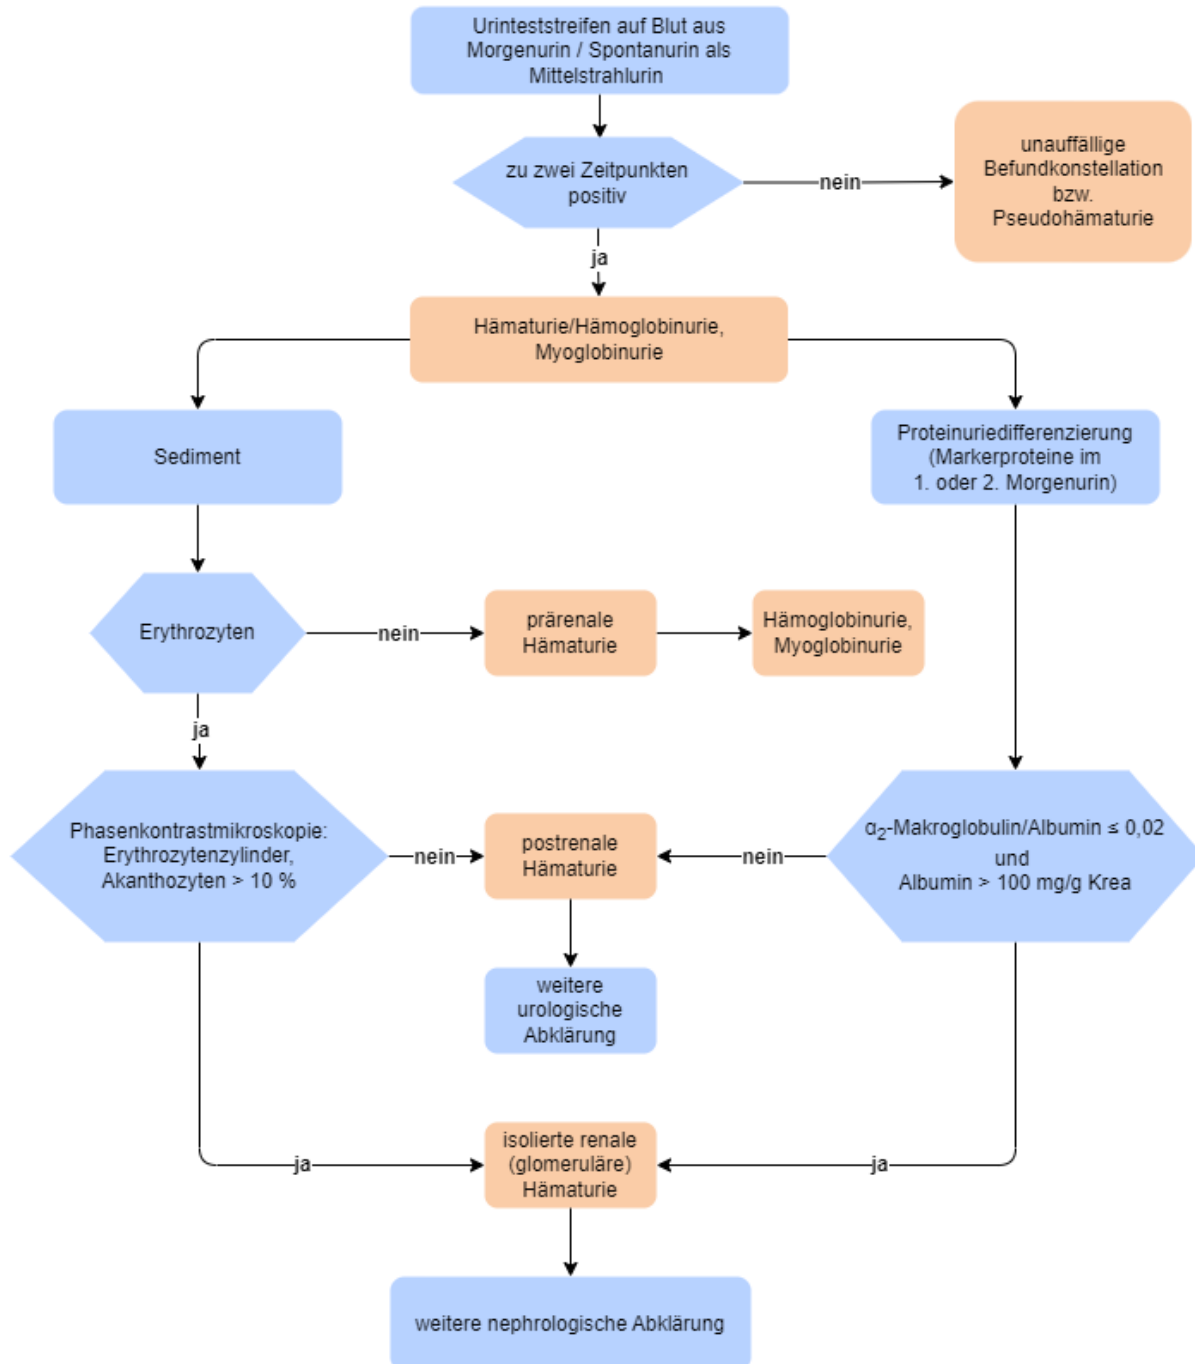 Urinteststreifen auf Blut aus
Morgenurin / Spontanurin als
Mittelstrahlurin
zu zwei Zeitpunkten
positiv
nein
unauffällige
Befundkonstellation
bzw.
Pseudohämaturie
ja
Hämaturie/Hämoglobinurie,
Myoglobinurie
Sediment
Proteinuriedifferenzierung
(Markerproteine im
1. oder 2. Morgenurin)
Erythrozyten
nein
prärenale
Hämaturie
Hämoglobinurie,
Myoglobinurie
ja
Phasenkontrastmikroskopie:
Erythrozytenzylinder,
Akanthozyten > 10 %
nein
postrenale
Hämaturie
nein
α₂-Makroglobulin/Albumin ≤ 0,02
und
Albumin > 100 mg/g Krea
weitere
urologische
Abklärung
ja
isolierte renale
(glomeruläre)
Hämaturie
ja
weitere nephrologische Abklärung